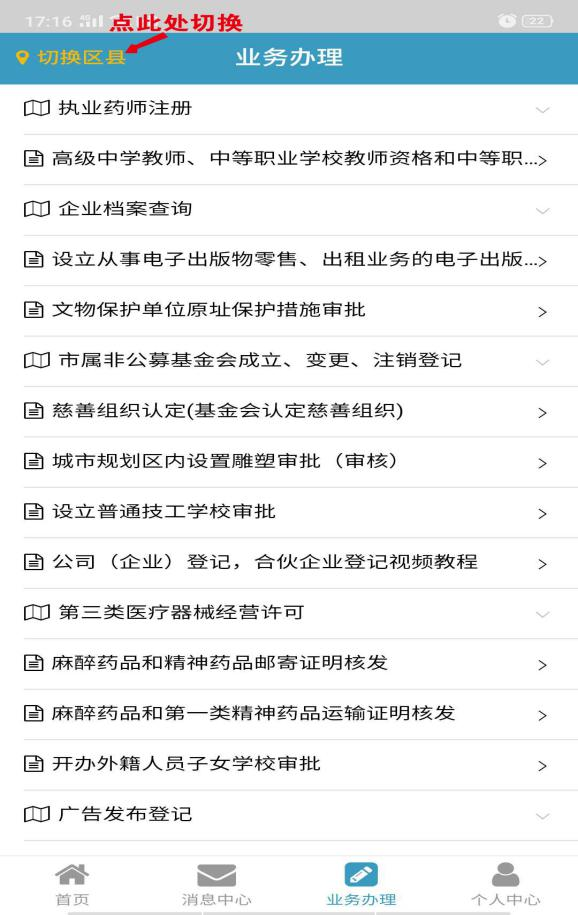 17:16 点此处切换 22
切换区县 业务办理
执业药师注册
高级中学教师、中等职业学校教师资格和中等职...
企业档案查询
设立从事电子出版物零售、出租业务的电子出版...
文物保护单位原址保护措施审批
市属非公募基金会成立、变更、注销登记
慈善组织认定(基金会认定慈善组织)
城市规划区内设置雕塑审批（审核）
设立普通技工学校审批
公司（企业）登记，合伙企业登记视频教程
第三类医疗器械经营许可
麻醉药品和精神药品邮寄证明核发
麻醉药品和第一类精神药品运输证明核发
开办外籍人员子女学校审批
广告发布登记
首页 消息中心 业务办理 个人中心